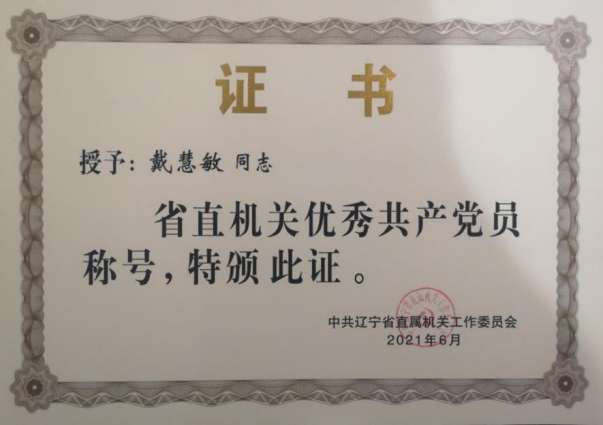 证 书
授予：戴慧敏 同志
省直机关优秀共产党员
称号，特颁此证。
中共辽宁省直属机关工作委员会
2021年6月